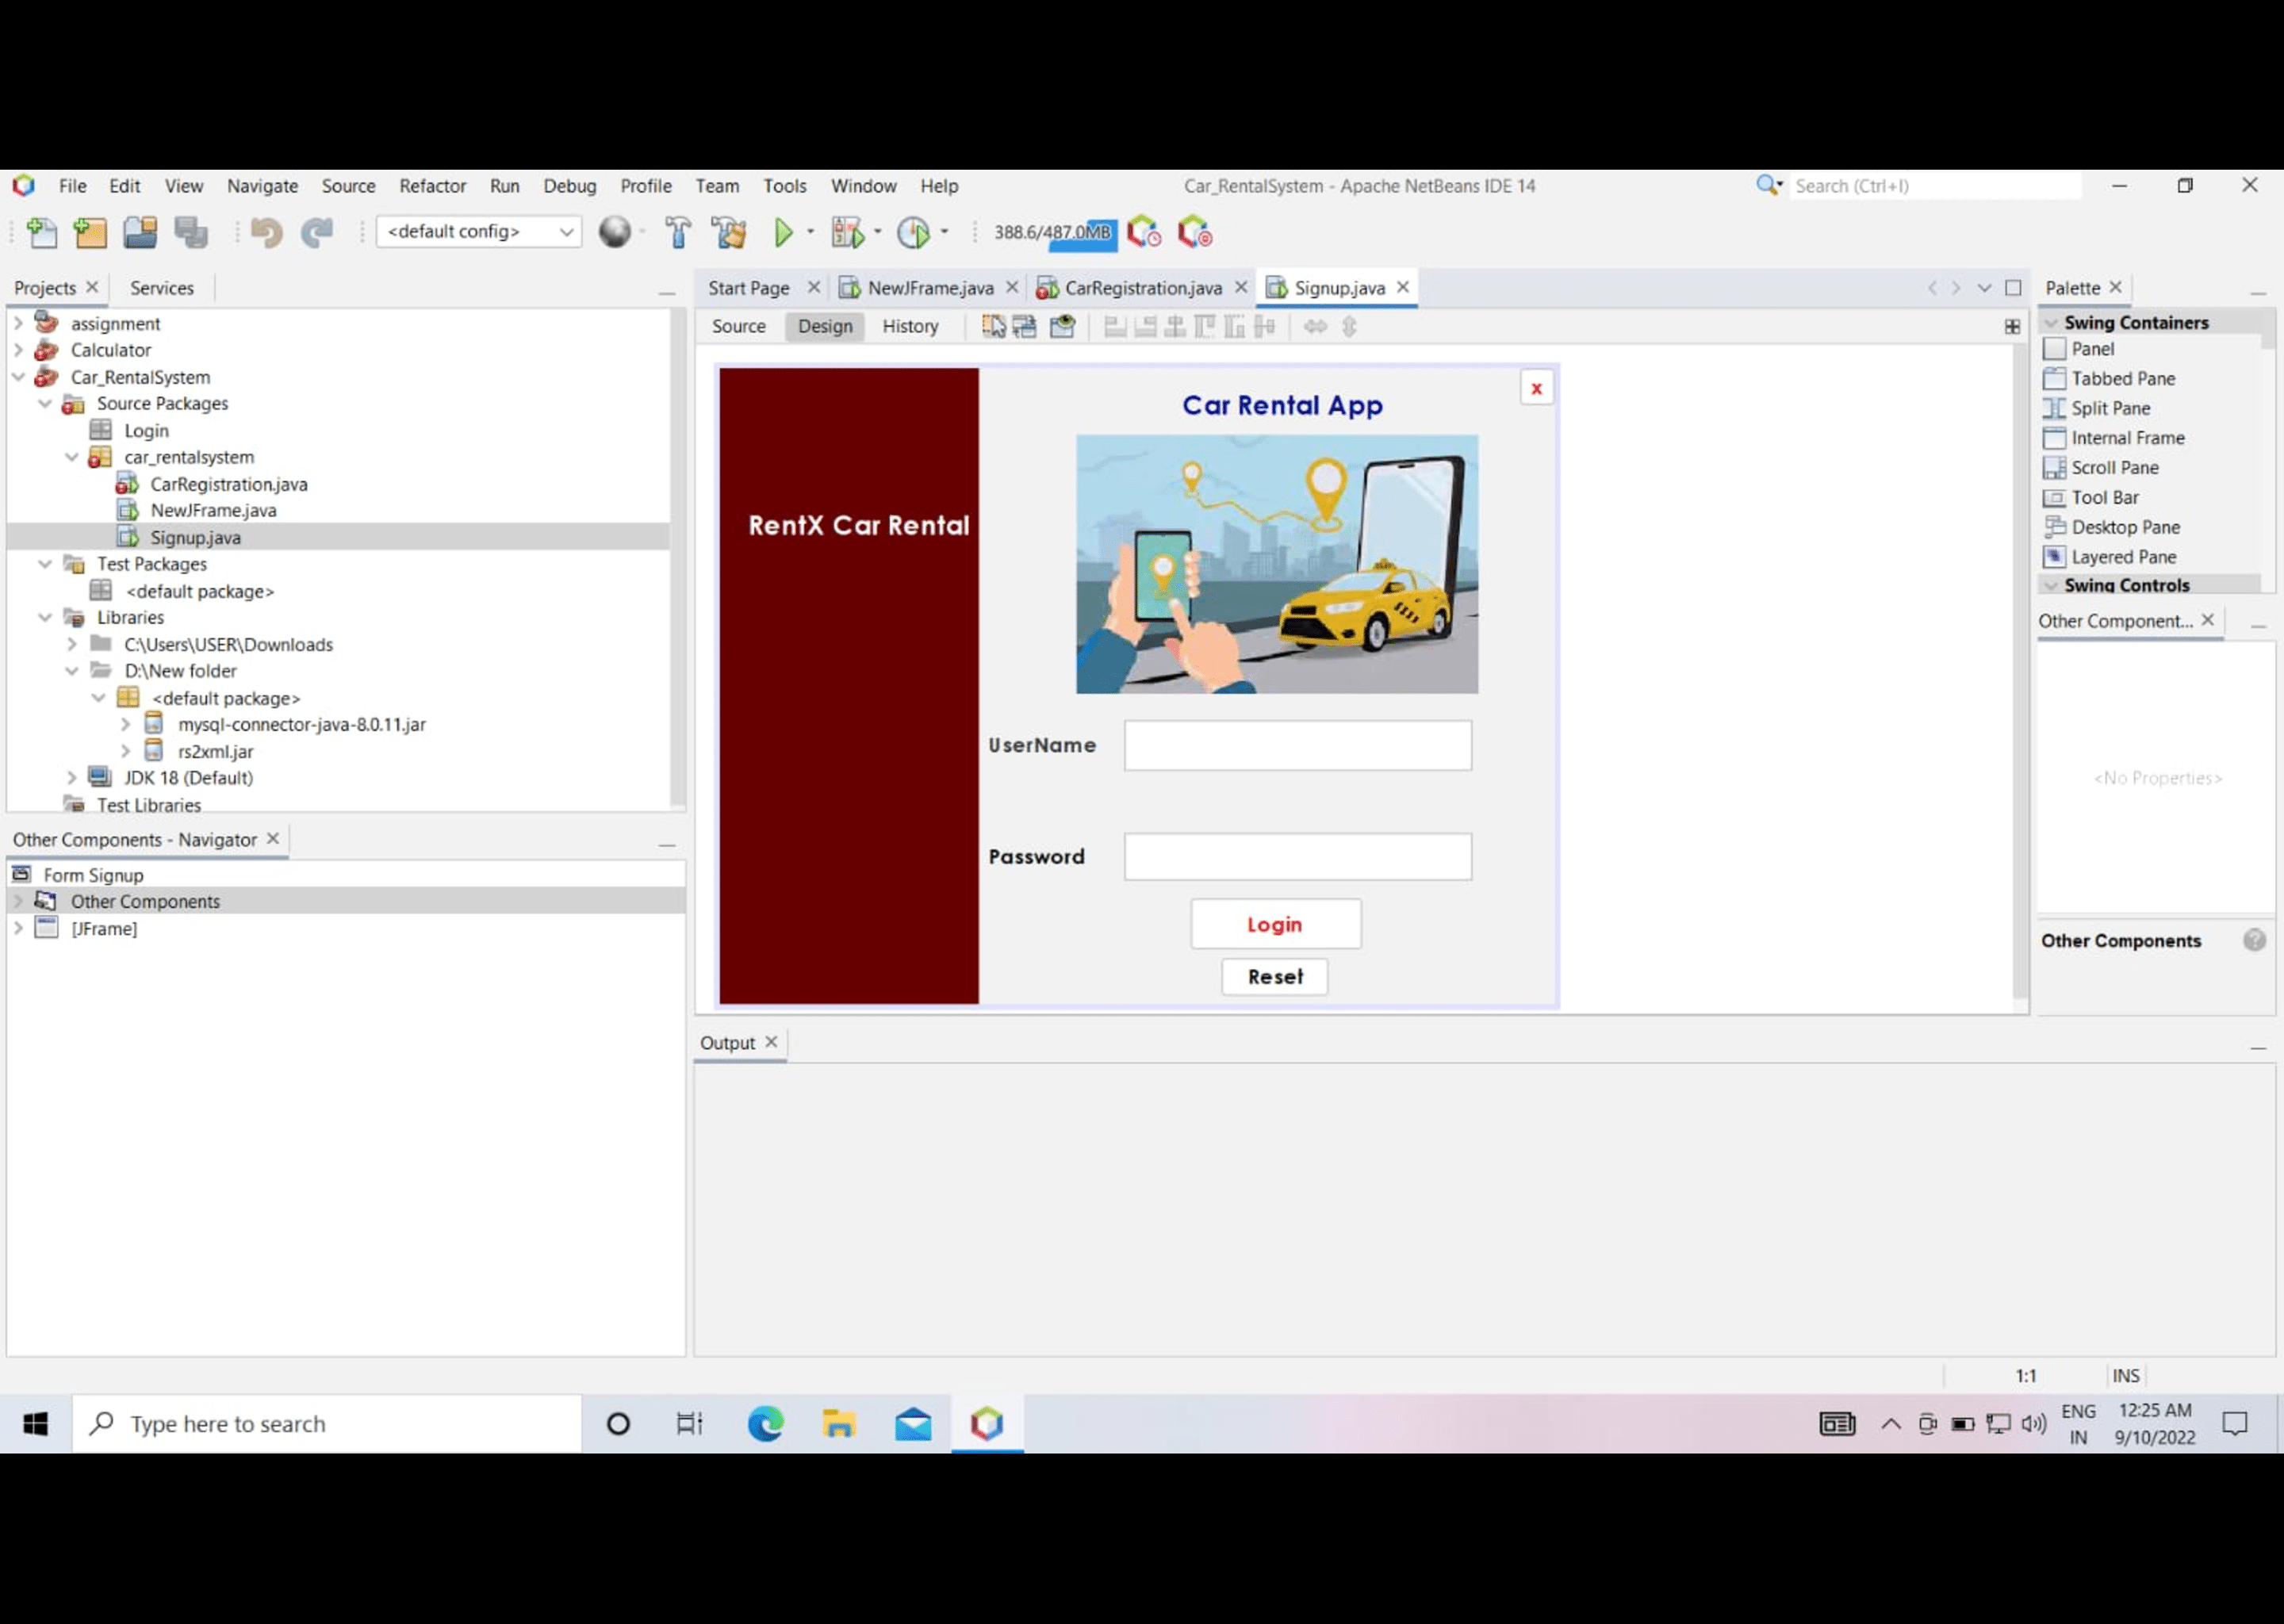 File Edit View Navigate Source Refactor Run Debug Profile Team Tools Window Help
Car_RentalSystem - Apache NetBeans IDE 14
Search (Ctrl+I)
<default config>
388.6/487.0MB
Projects
Services
assignment
Calculator
Car_RentalSystem
Source Packages
Login
car_rentalsystem
CarRegistration.java
NewJFrame.java
Signup.java
Test Packages
<default package>
Libraries
C:\Users\USER\Downloads
D:\New folder
<default package>
mysql-connector-java-8.0.11.jar
rs2xml.jar
JDK 18 (Default)
Test Libraries
Other Components - Navigator
Form Signup
Other Components
[JFrame]
Start Page
NewJFrame.java
CarRegistration.java
Signup.java
Source Design History
RentX Car Rental
Car Rental App
x
UserName
Password
Login
Reset
Output
Palette
Swing Containers
Panel
Tabbed Pane
Split Pane
Internal Frame
Scroll Pane
Tool Bar
Desktop Pane
Layered Pane
Swing Controls
Other Component...
<No Properties>
Other Components
1:1
INS
Type here to search
ENG
IN
12:25 AM
9/10/2022